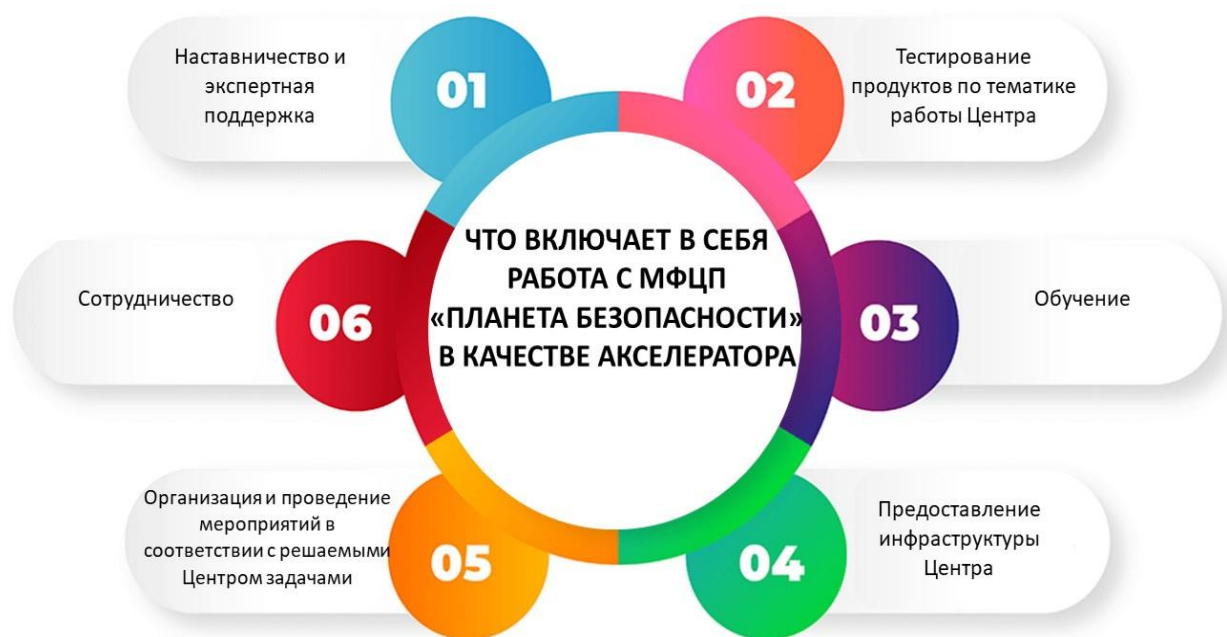 Наставничество и
экспертная
поддержка
01
02
Тестирование
продуктов по тематике
работы Центра
ЧТО ВКЛЮЧАЕТ В СЕБЯ
РАБОТА С МФЦП
«ПЛАНЕТА БЕЗОПАСНОСТИ»
В КАЧЕСТВЕ АКСЕЛЕРАТОРА
Сотрудничество
06
03
Обучение
Организация и проведение
мероприятий в
соответствии с решаемыми
Центром задачами
05
04
Предоставление
инфраструктуры
Центра